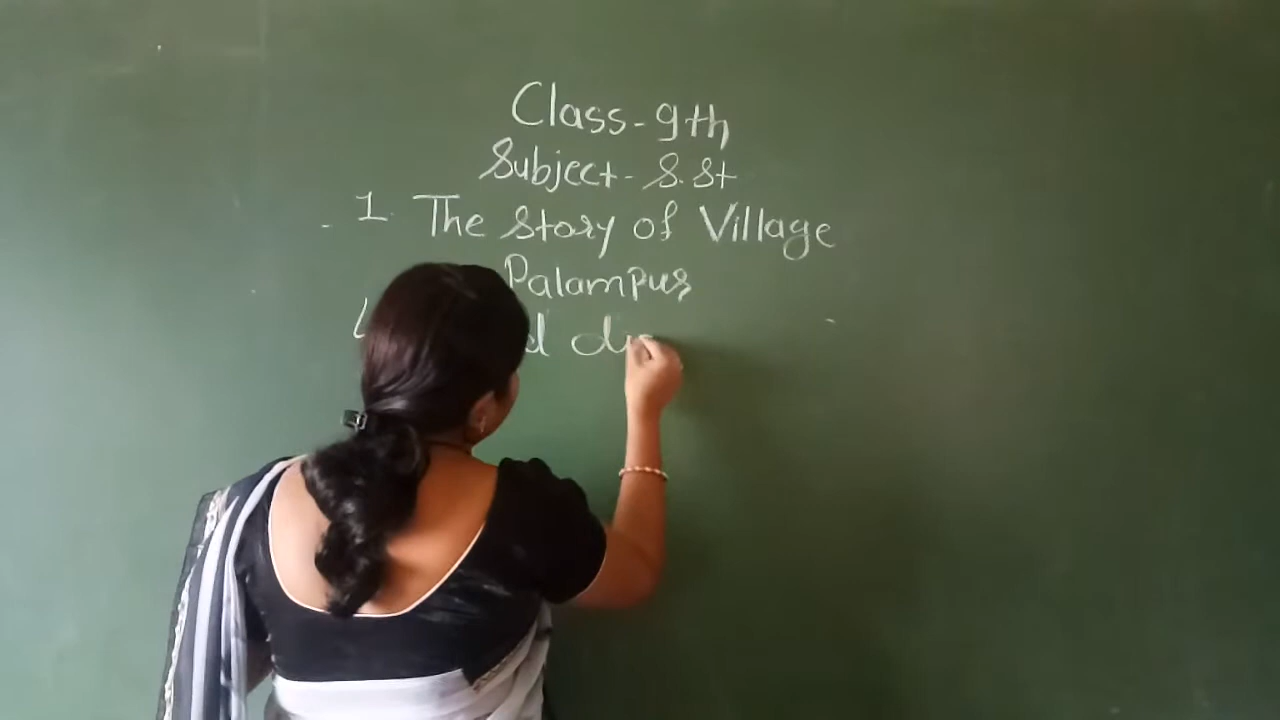 Class-9th
Subject- S.St
1. The Story of Village
Palampur